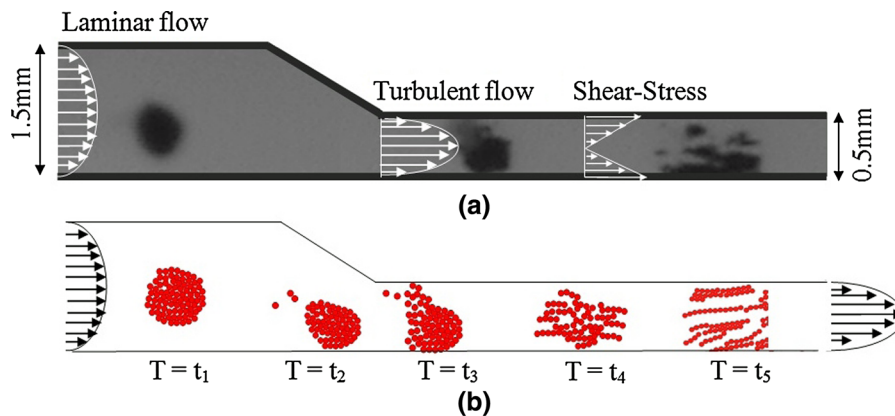 Laminar flow
1.5mm
Turbulent flow
Shear-Stress
0.5mm
(a)
T = t1
T = t2
T = t3
T = t4
T = t5
(b)